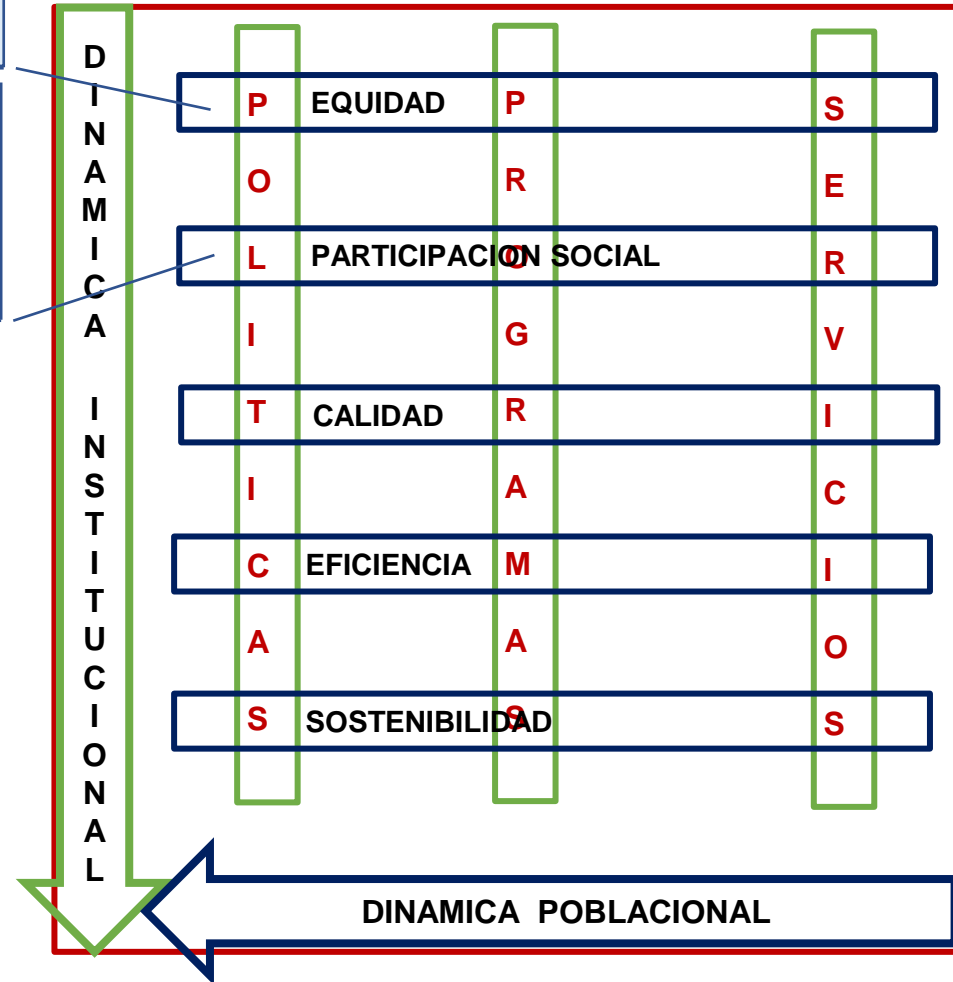 DINAMICA INSTITUCIONAL
POLITICAS
PROGRAMAS
SERVICIOS
EQUIDAD
PARTICIPACION SOCIAL
CALIDAD
EFICIENCIA
SOSTENIBILIDAD
DINAMICA POBLACIONAL